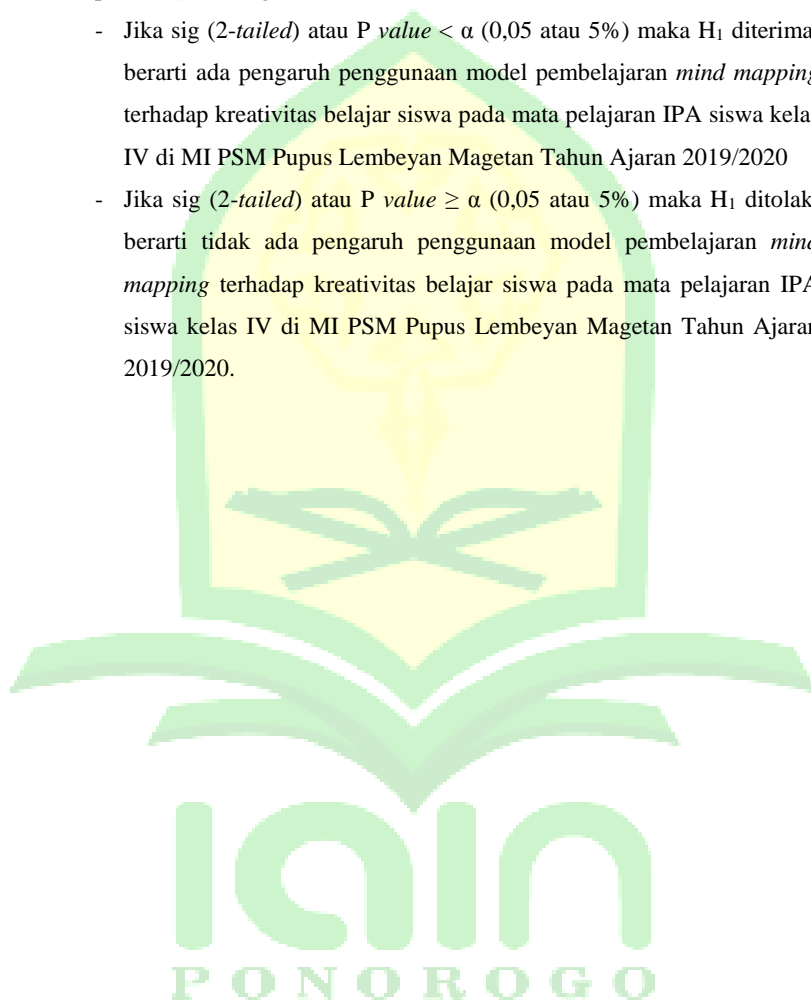 - Jika sig (2-tailed) atau P value < α (0,05 atau 5%) maka H₁ diterima
berarti ada pengaruh penggunaan model pembelajaran mind mapping
terhadap kreativitas belajar siswa pada mata pelajaran IPA siswa kelas
IV di MI PSM Pupus Lembeyan Magetan Tahun Ajaran 2019/2020
- Jika sig (2-tailed) atau P value ≥ α (0,05 atau 5%) maka H₁ ditolak
berarti tidak ada pengaruh penggunaan model pembelajaran mind
mapping terhadap kreativitas belajar siswa pada mata pelajaran IPA
siswa kelas IV di MI PSM Pupus Lembeyan Magetan Tahun Ajaran
2019/2020.
iain
PONOROGO